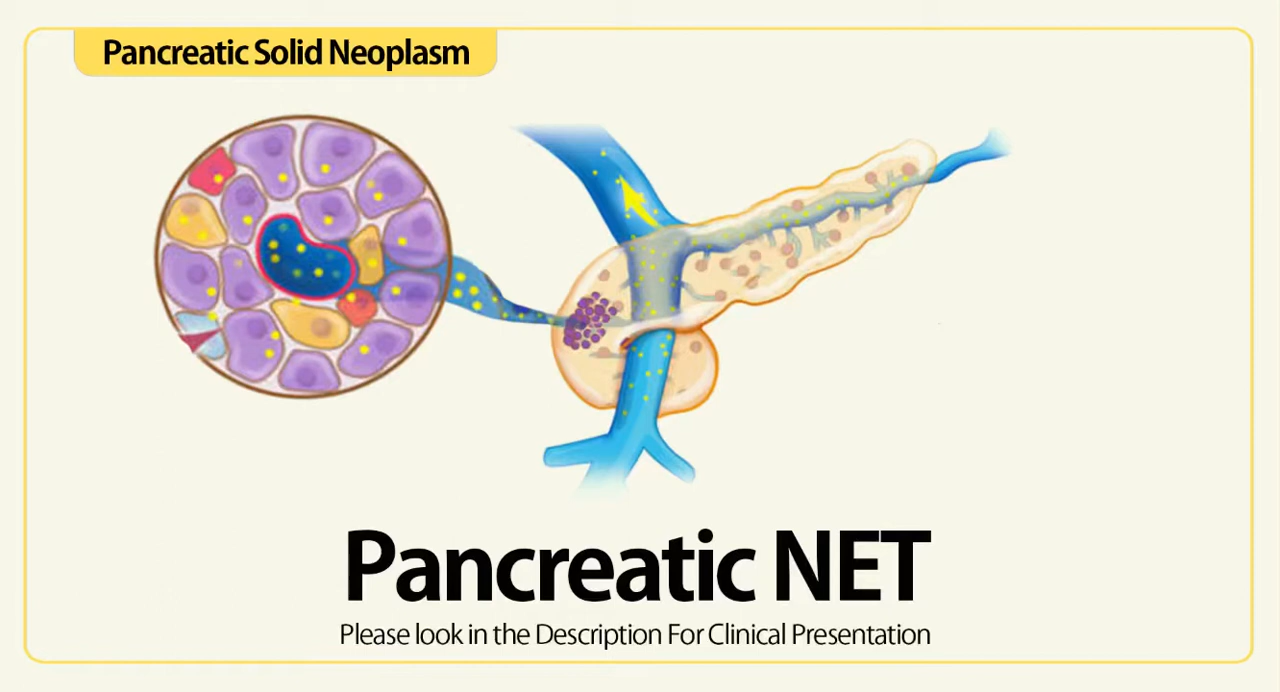 Pancreatic Solid Neoplasm
Pancreatic NET
Please look in the Description For Clinical Presentation